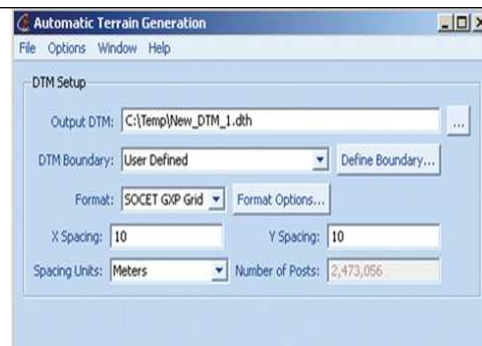 Automatic Terrain Generation
File Options Window Help
DTM Setup
Output DTM: C:\Temp\New_DTM_1.dth ...
DTM Boundary: User Defined Define Boundary...
Format: SOCET GXP Grid Format Options...
X Spacing: 10 Y Spacing: 10
Spacing Units: Meters Number of Posts: 2,473,056